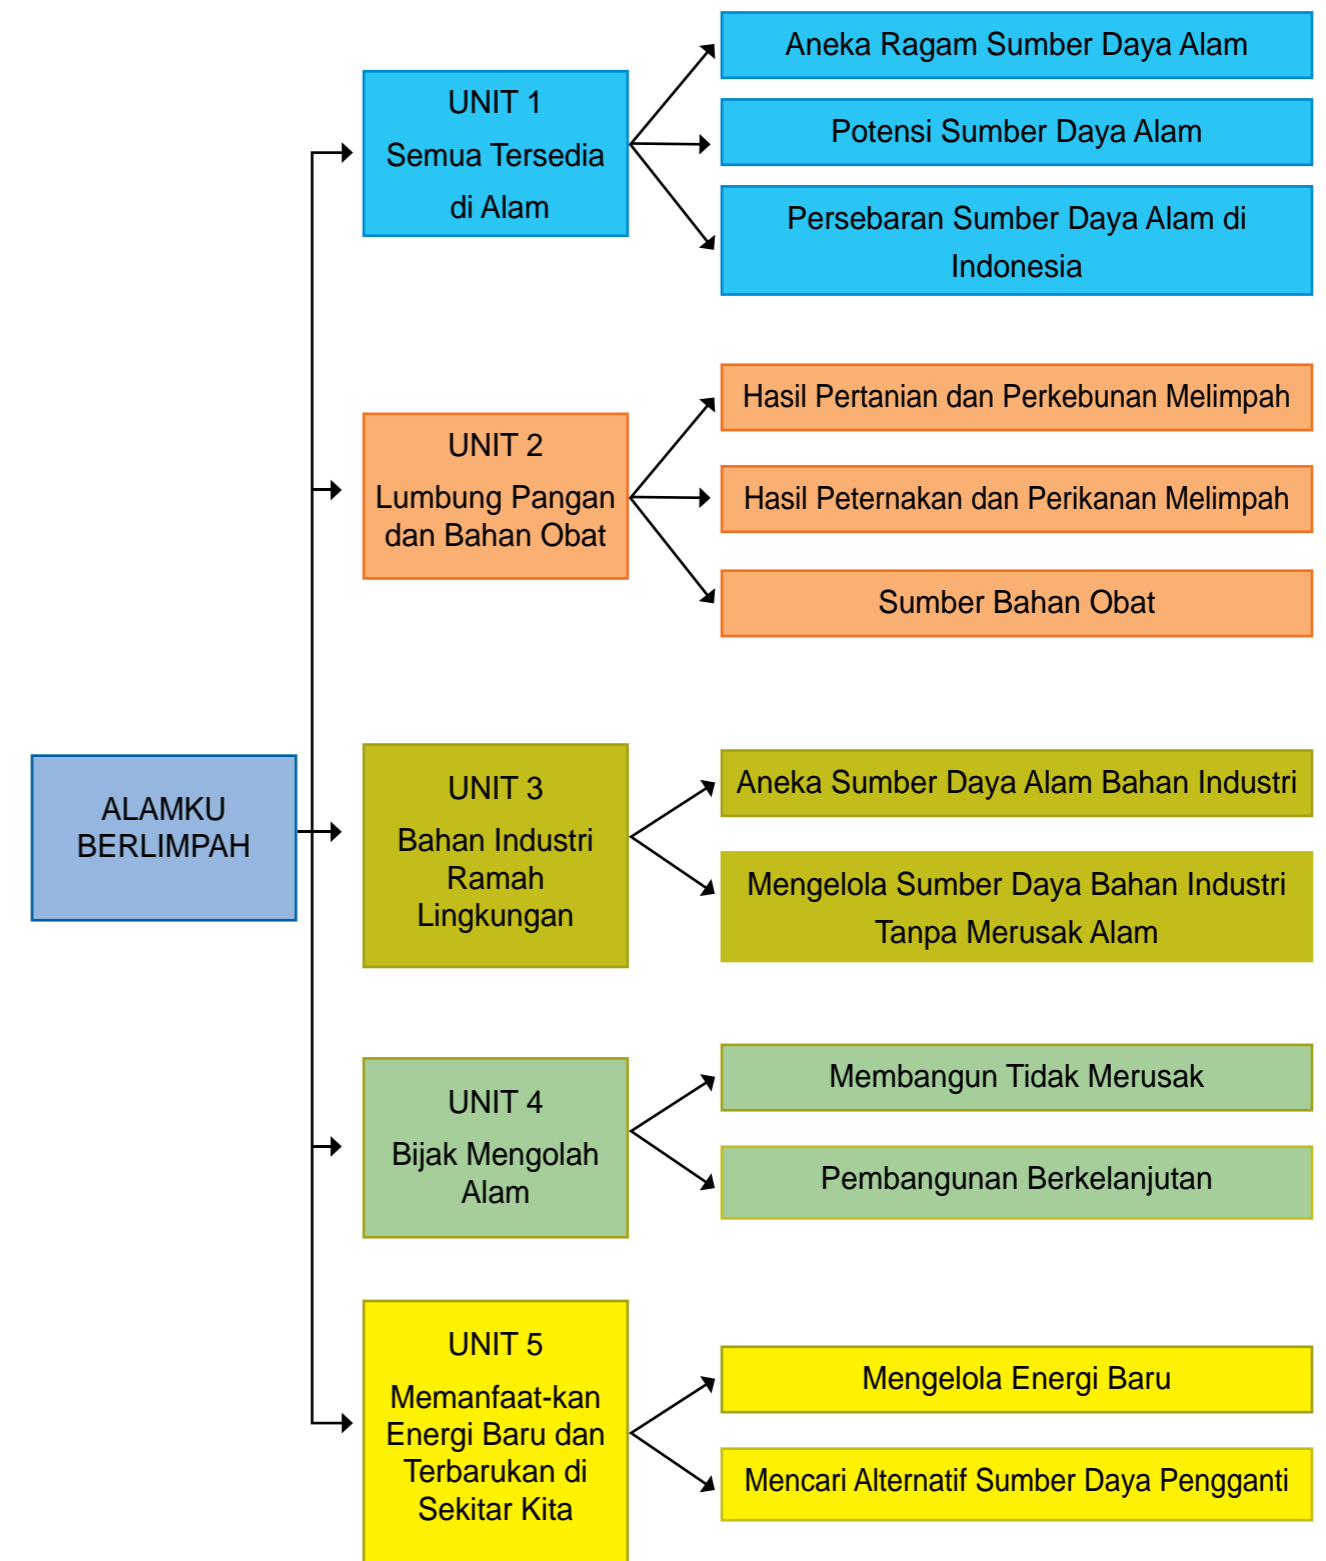 ALAMKU
BERLIMPAH
UNIT 1
Semua Tersedia
di Alam
Aneka Ragam Sumber Daya Alam
Potensi Sumber Daya Alam
Persebaran Sumber Daya Alam di
Indonesia
UNIT 2
Lumbung Pangan
dan Bahan Obat
Hasil Pertanian dan Perkebunan Melimpah
Hasil Peternakan dan Perikanan Melimpah
Sumber Bahan Obat
UNIT 3
Bahan Industri
Ramah
Lingkungan
Aneka Sumber Daya Alam Bahan Industri
Mengelola Sumber Daya Bahan Industri
Tanpa Merusak Alam
UNIT 4
Bijak Mengolah
Alam
Membangun Tidak Merusak
Pembangunan Berkelanjutan
UNIT 5
Memanfaat-kan
Energi Baru dan
Terbarukan di
Sekitar Kita
Mengelola Energi Baru
Mencari Alternatif Sumber Daya Pengganti